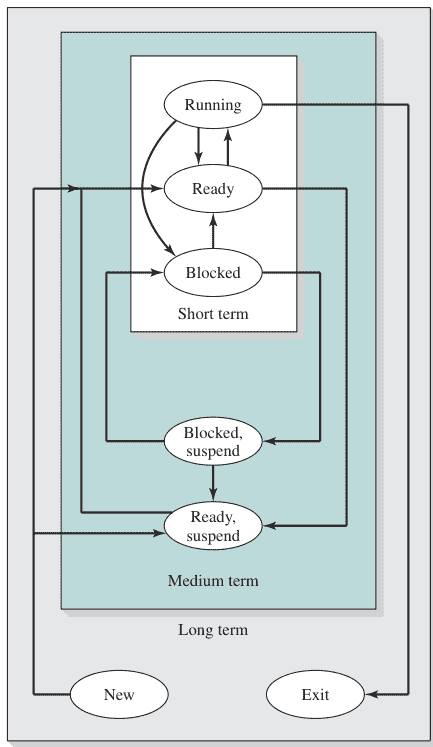 Running
Ready
Blocked
Short term
Blocked,
suspend
Ready,
suspend
Medium term
Long term
New
Exit